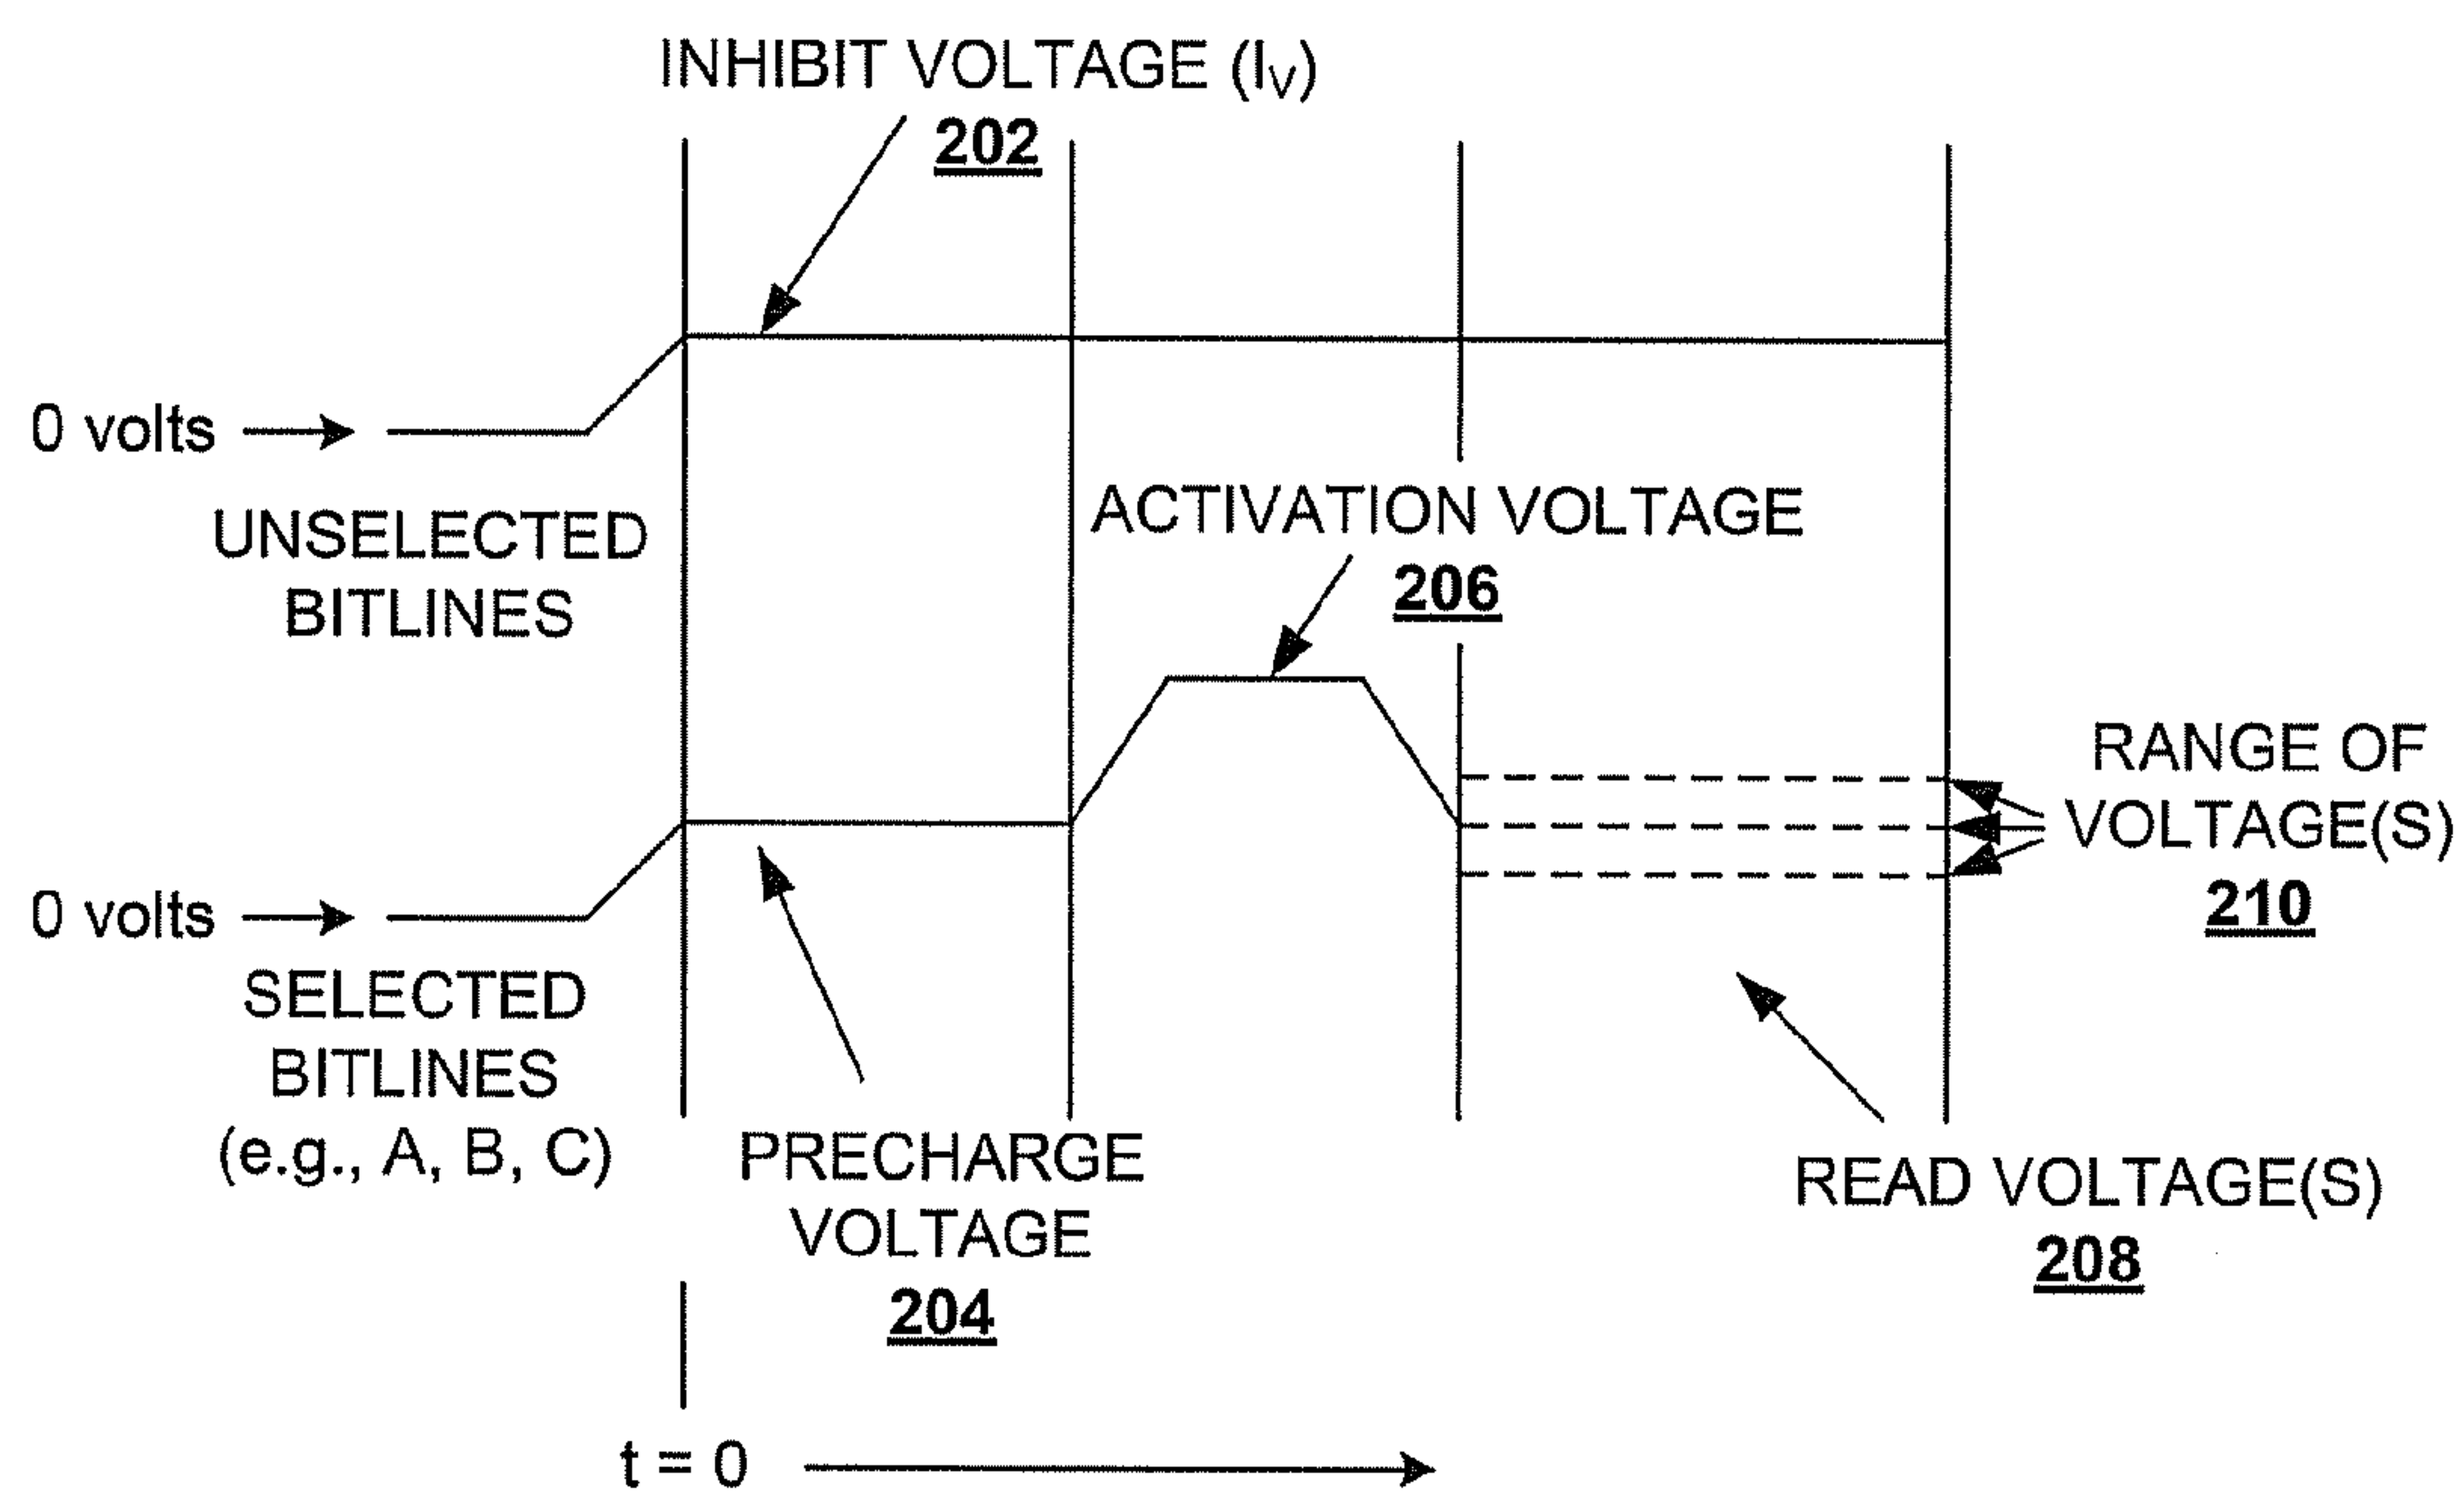 INHIBIT VOLTAGE (IV)
202
0 volts
UNSELECTED
BITLINES
ACTIVATION VOLTAGE
206
RANGE OF
VOLTAGE(S)
210
0 volts
SELECTED
BITLINES
(e.g., A, B, C)
PRECHARGE
VOLTAGE
204
READ VOLTAGE(S)
208
t = 0